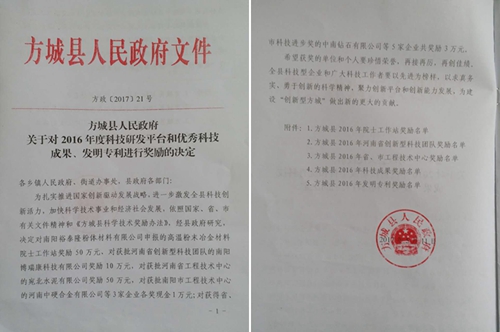 方城县人民政府文件
方政〔2017〕21号
方城县人民政府
关于对2016年度科技研发平台和优秀科技
成果、发明专利进行奖励的决定
各乡镇人民政府、街道办事处，县政府各部门：
为扎实推进国家创新驱动发展战略，进一步激发全县科技创
新活力，加快科学技术事业和经济社会发展，依照国家、省、市
有关文件精神和《方城县科学技术奖励办法》，经县政府研究，
决定对南阳裕泰隆粉体材料有限公司申报的高温粉末冶金材料
院士工作站奖励50万元，对获批河南省创新型科技团队的南阳
博瑞康科技有限公司奖励10万元，对获批河南省工程技术中心
的宛北水泥有限公司奖励5万元，对获批南阳市工程技术中心
的河南中硬合金有限公司等3家企业各奖现金1万元；对获得省、
- 1 -
市科技进步奖的中南钻石有限公司等5家企业共奖励3万元。
希望获奖的单位和个人要珍惜荣誉，再接再厉，再创佳绩。
全县科技型企业和广大科技工作者要以先进为榜样，以求真务
实、勇于创新的科学精神，聚力创新平台和创新能力发展，为建
设“创新型方城”做出新的更大的贡献。
附件：1.方城县2016年院士工作站奖励名单
2.方城县2016年河南省创新型科技团队奖励名单
3.方城县2016年省、市工程技术中心奖励名单
4.方城县2016年科技成果奖励名单
5.方城县2016年发明专利奖励名单
方城县人民政府